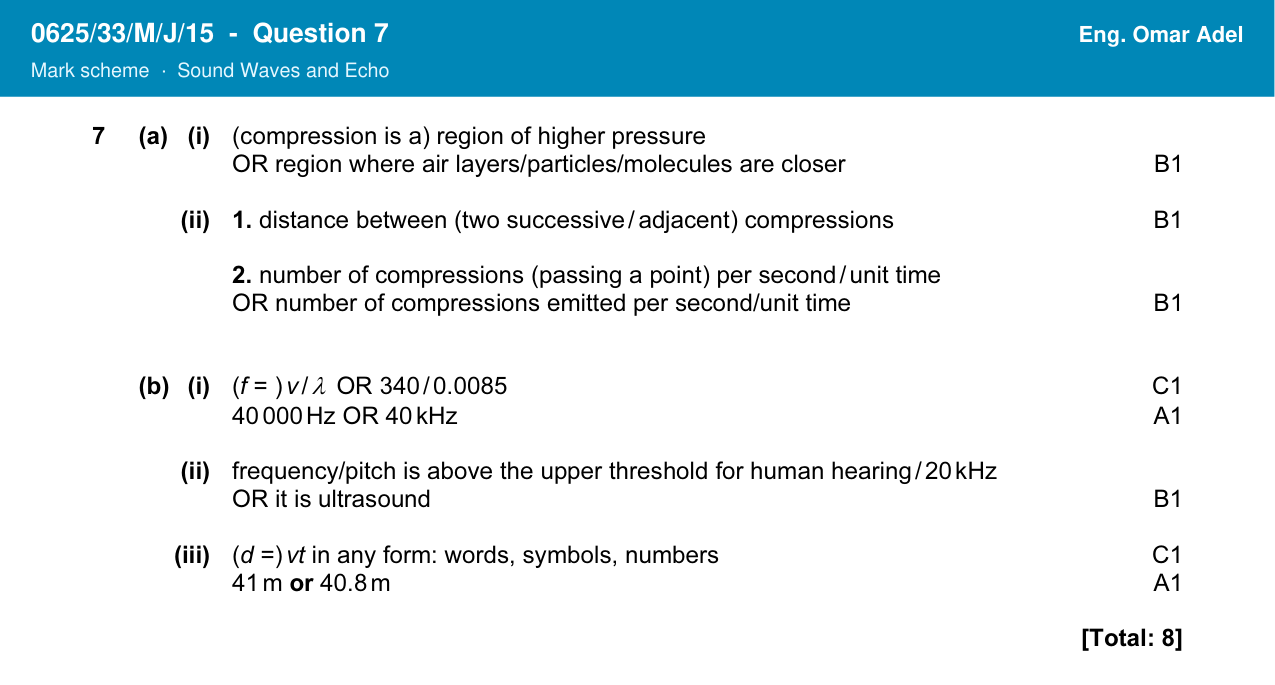 0625/33/M/J/15 - Question 7
Eng. Omar Adel
Mark scheme · Sound Waves and Echo
7 (a) (i) (compression is a) region of higher pressure
OR region where air layers/particles/molecules are closer B1
(ii) 1. distance between (two successive/adjacent) compressions B1
2. number of compressions (passing a point) per second/unit time
OR number of compressions emitted per second/unit time B1
(b) (i) (f = ) v/λ OR 340/0.0085 C1
40 000 Hz OR 40 kHz A1
(ii) frequency/pitch is above the upper threshold for human hearing/20 kHz
OR it is ultrasound B1
(iii) (d =) vt in any form: words, symbols, numbers C1
41 m or 40.8 m A1
[Total: 8]